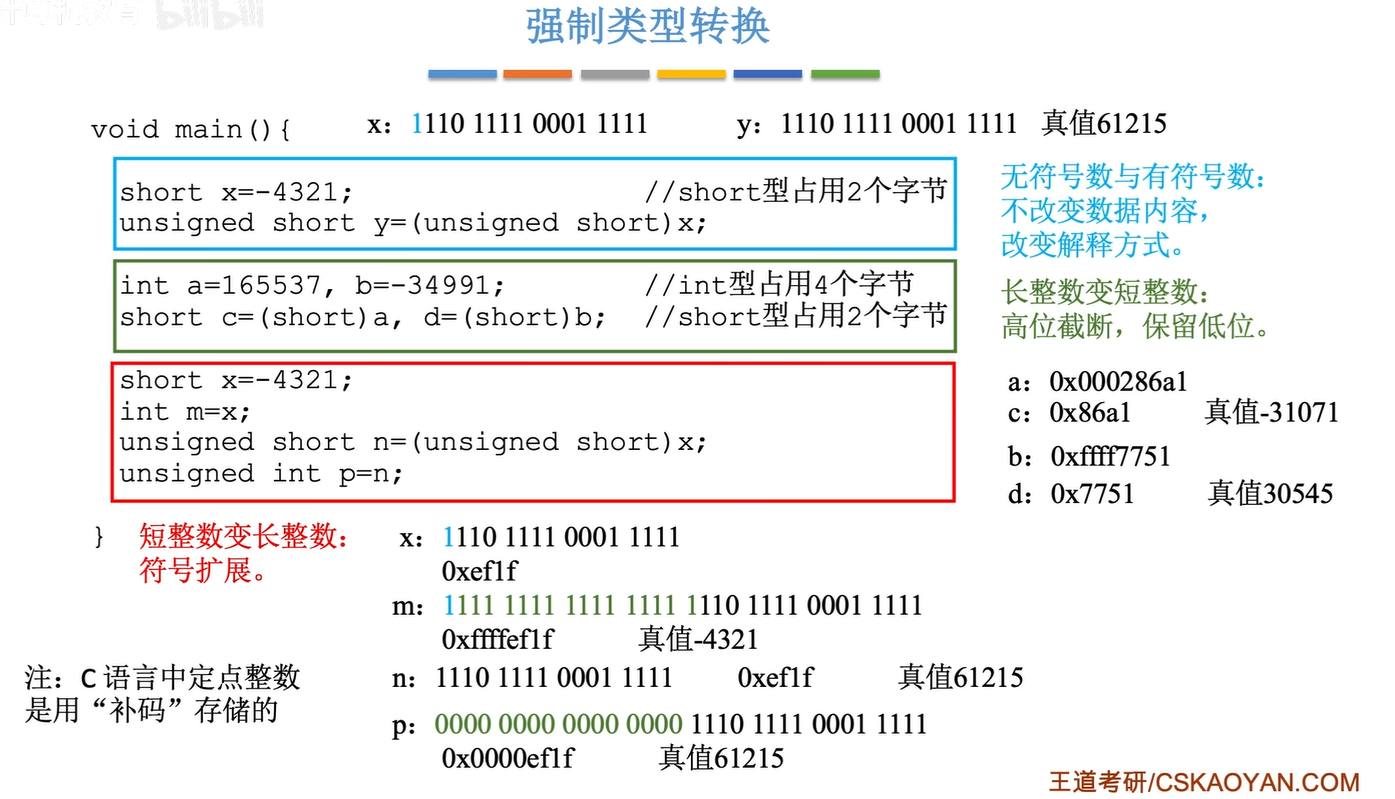 bilibili
强制类型转换
void main(){
x：1110 1111 0001 1111
y：1110 1111 0001 1111 真值61215
short x=-4321; //short型占用2个字节
unsigned short y=(unsigned short)x;
无符号数与有符号数：
不改变数据内容，
改变解释方式。
int a=165537, b=-34991; //int型占用4个字节
short c=(short)a, d=(short)b; //short型占用2个字节
长整数变短整数：
高位截断，保留低位。
short x=-4321;
int m=x;
unsigned short n=(unsigned short)x;
unsigned int p=n;
a：0x000286a1
c：0x86a1 真值-31071
b：0xffff7751
d：0x7751 真值30545
}
短整数变长整数：
符号扩展。
x：1110 1111 0001 1111
0xef1f
m：1111 1111 1111 1111 1110 1111 0001 1111
0xffffef1f 真值-4321
注：C 语言中定点整数
是用“补码”存储的
n：1110 1111 0001 1111 0xef1f 真值61215
p：0000 0000 0000 0000 1110 1111 0001 1111
0x0000ef1f 真值61215
王道考研/CSKAOYAN.COM